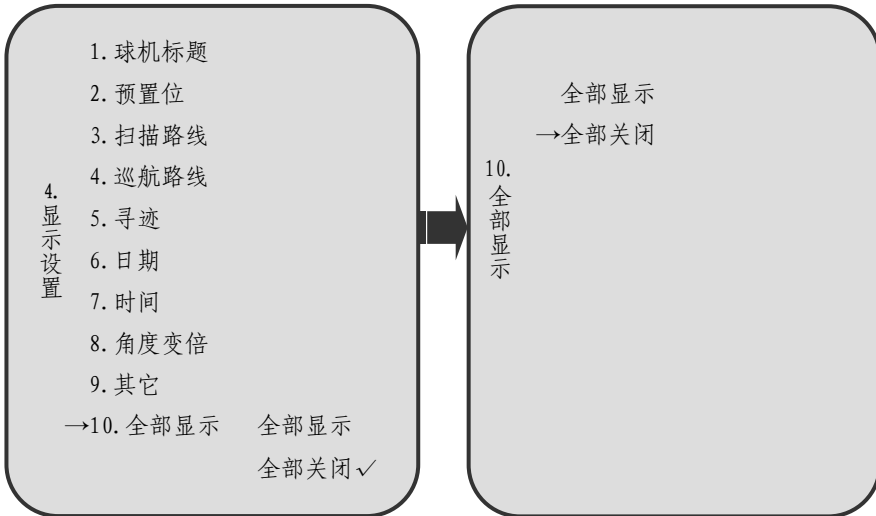 4.显示设置
1.球机标题
2.预置位
3.扫描路线
4.巡航路线
5.寻迹
6.日期
7.时间
8.角度变倍
9.其它
→10.全部显示 全部显示
全部关闭√
10.全部显示
全部显示
→全部关闭